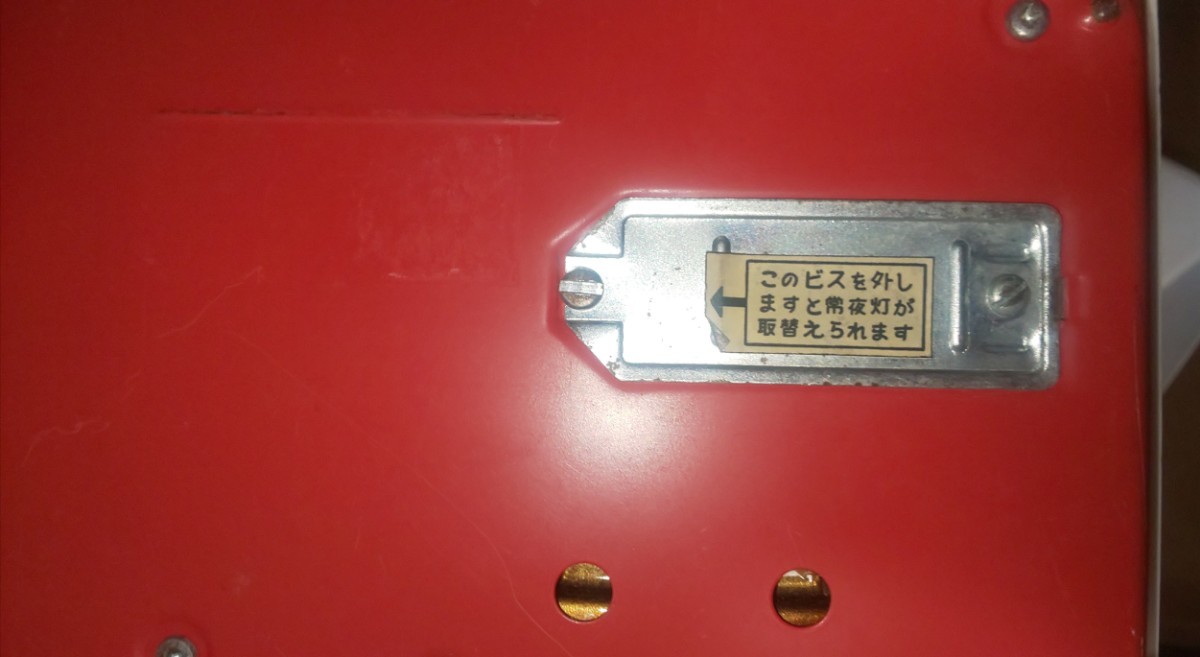 このビスを外し
ますと常夜灯が
取替えられます